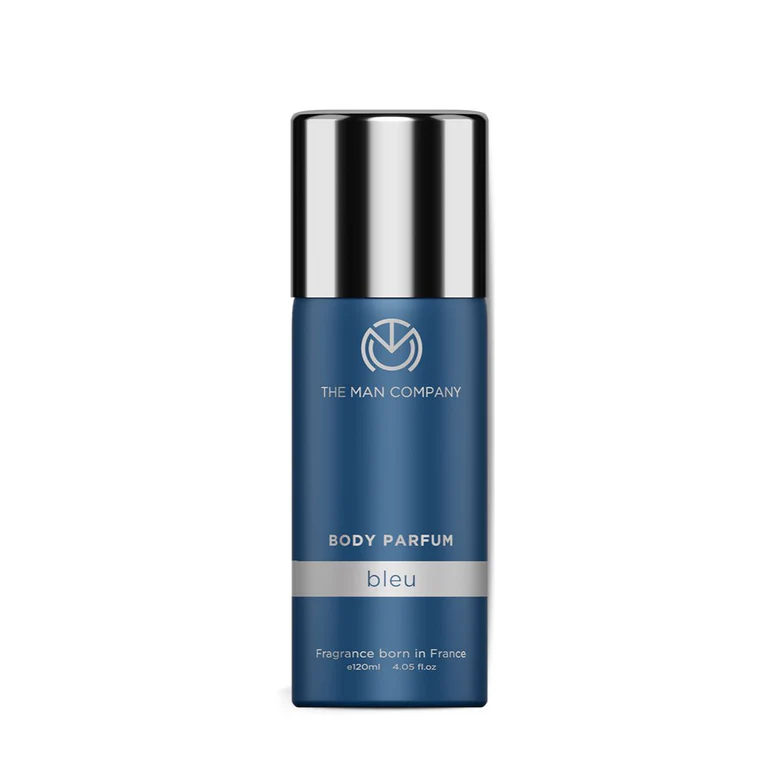 THE MAN COMPANY
BODY PARFUM
bleu
Fragrance born in France
e120ml 4.05 fl.oz